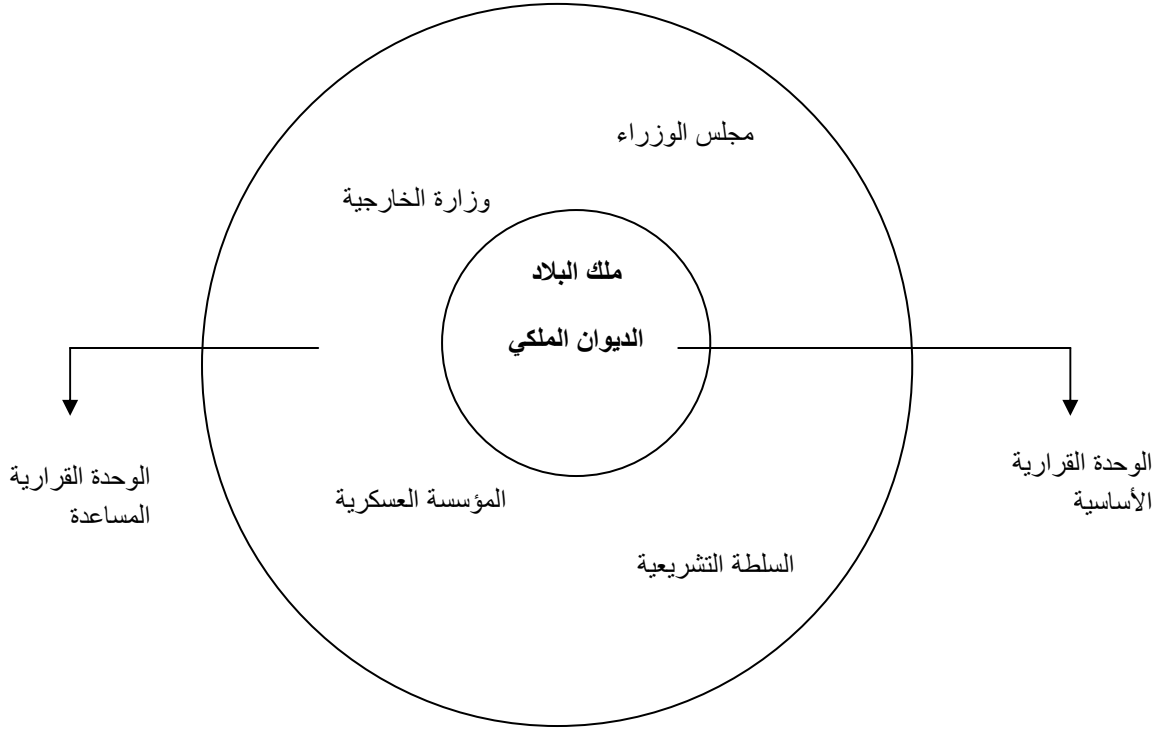 مجلس الوزراء
وزارة الخارجية
ملك البلاد
الديوان الملكي
الوحدة القرارية
الأساسية
الوحدة القرارية
المساعدة
المؤسسة العسكرية
السلطة التشريعية